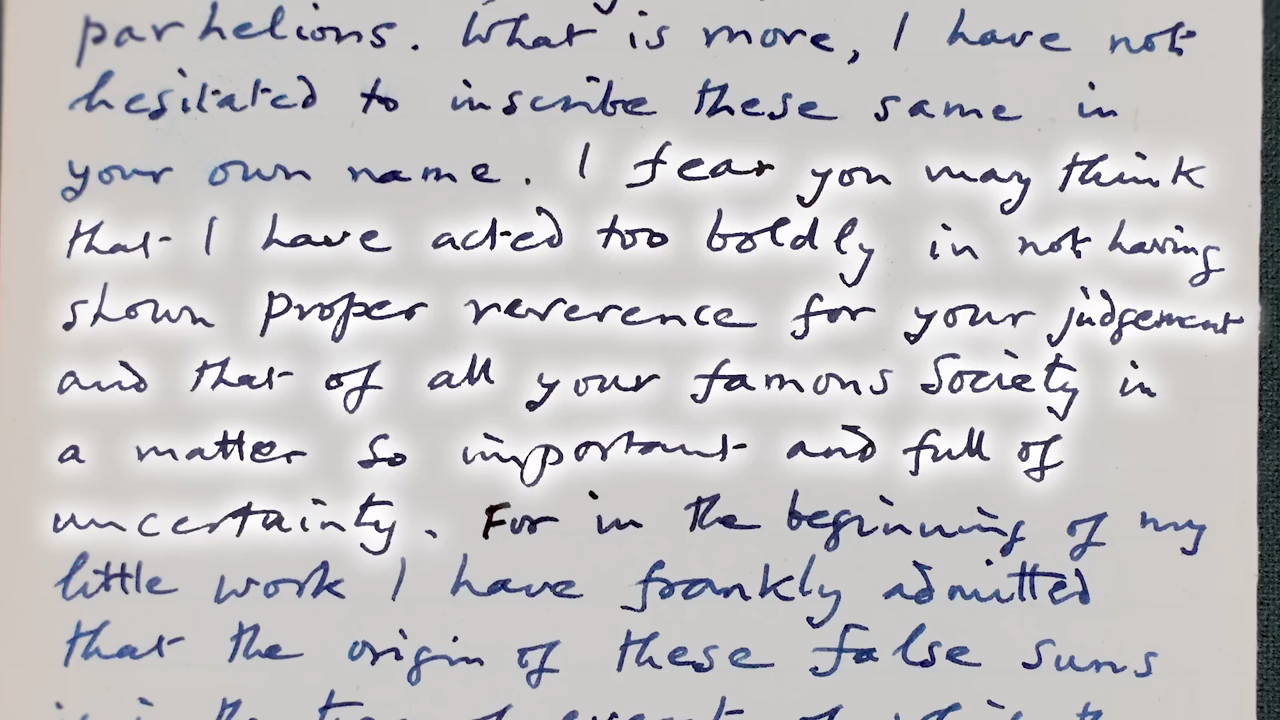 parhelions. What is more, I have not
hesitated to inscribe these same in
your own name. I fear you may think
that I have acted too boldly in not having
shown proper reverence for your judgement
and that of all your famous Society in
a matter so important and full of
uncertainty. For in the beginning of my
little work I have frankly admitted
that the origin of these false suns